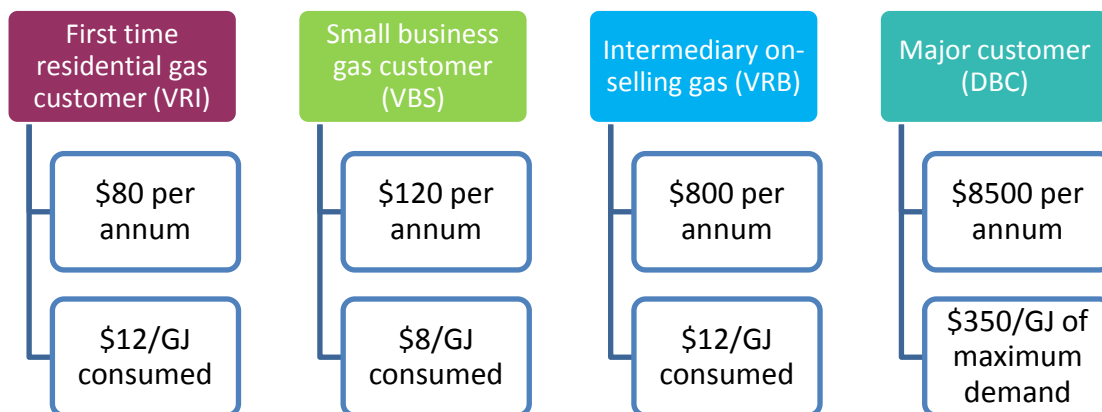 First time
residential gas
customer (VRI)
$80 per
annum
$12/GJ
consumed
Small business
gas customer
(VBS)
$120 per
annum
$8/GJ
consumed
Intermediary on-
selling gas (VRB)
$800 per
annum
$12/GJ
consumed
Major customer
(DBC)
$8500 per
annum
$350/GJ of
maximum
demand